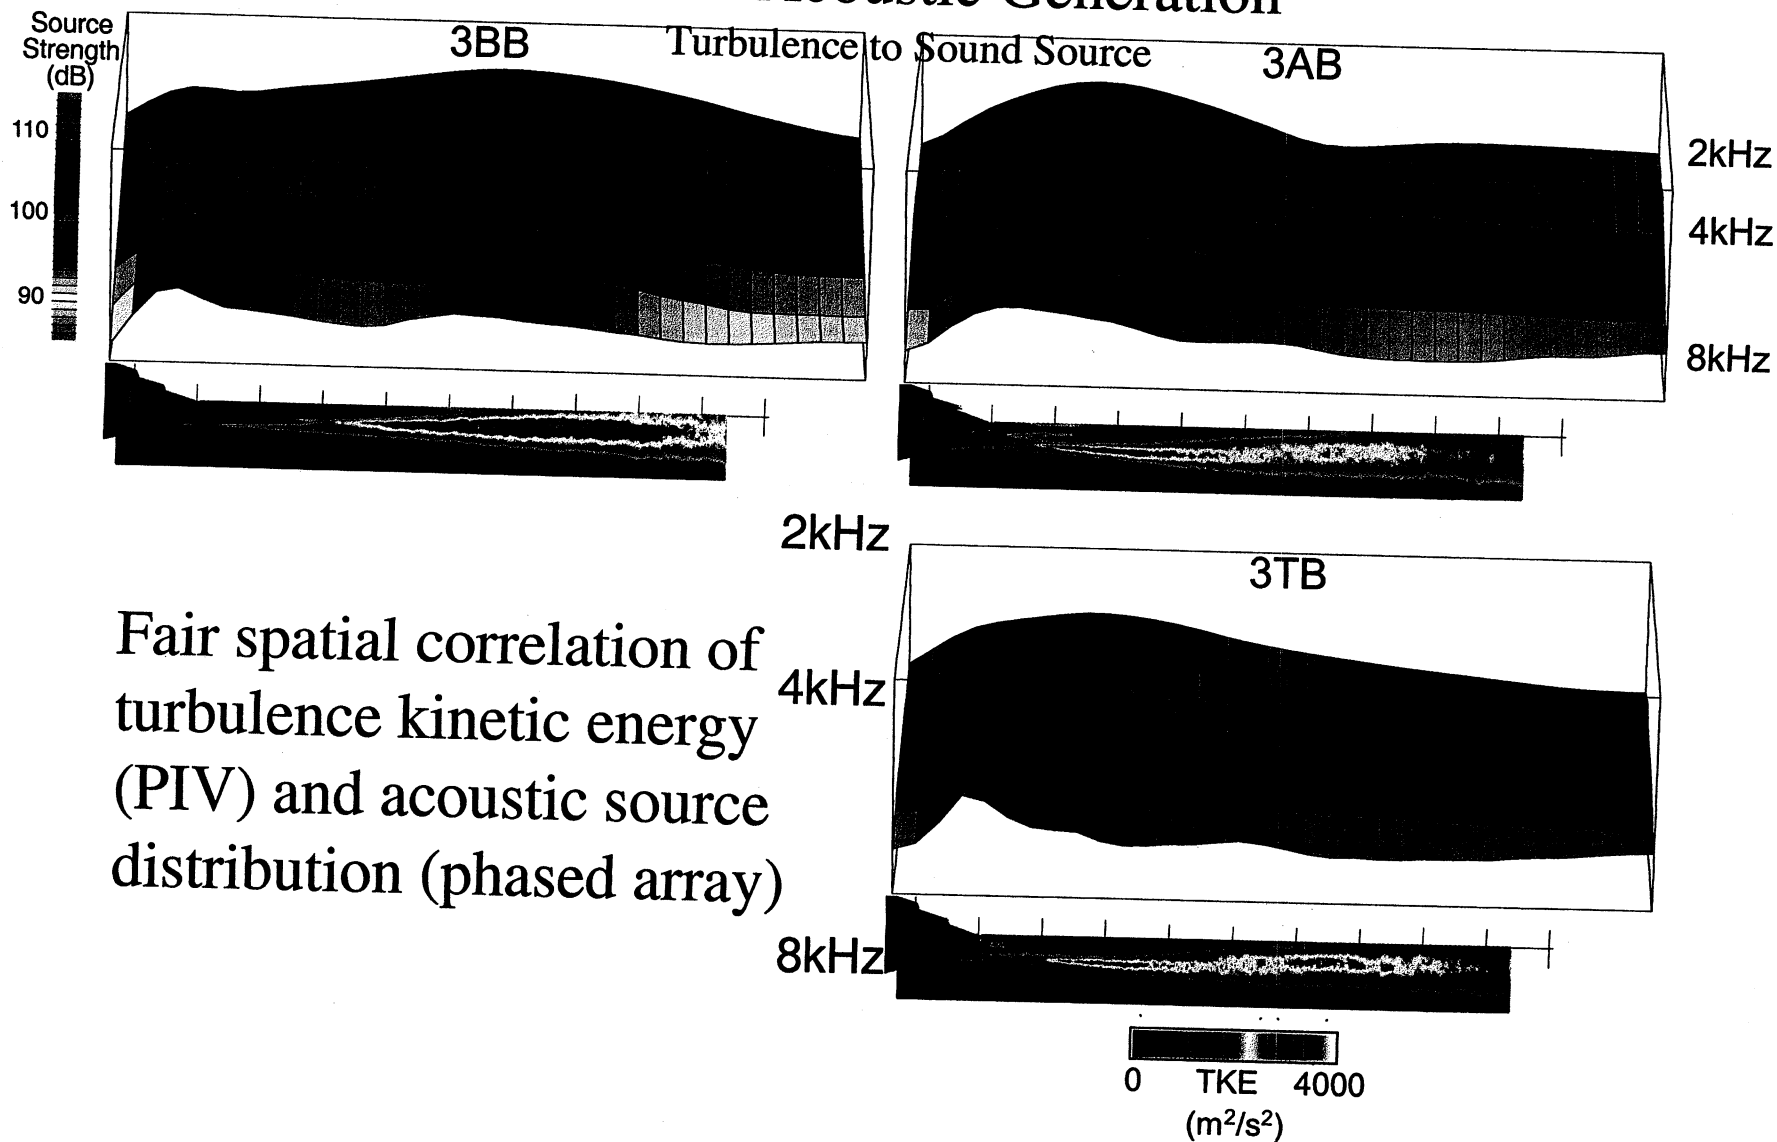 Acoustic Generation
Turbulence to Sound Source
Source
Strength
(dB)
110
100
90
3BB
3AB
2kHz
4kHz
8kHz
2kHz
4kHz
8kHz
3TB
Fair spatial correlation of
turbulence kinetic energy
(PIV) and acoustic source
distribution (phased array)
0 TKE 4000
(m²/s²)